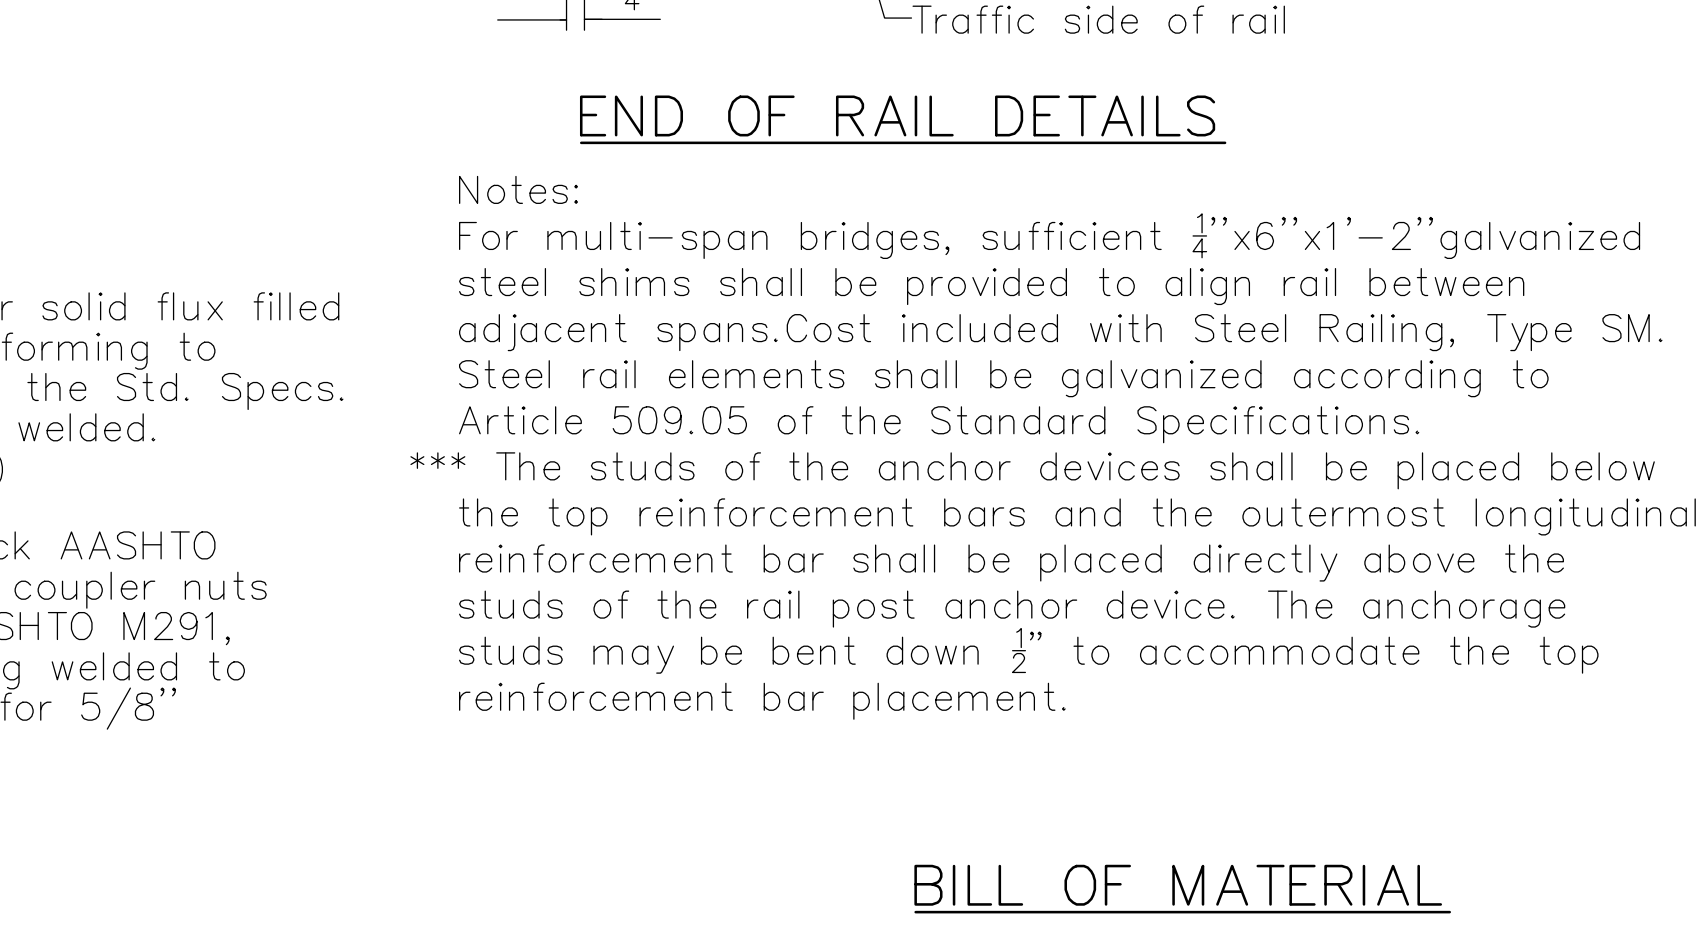 4
Traffic side of rail
END OF RAIL DETAILS
Notes:
For multi-span bridges, sufficient 1/4"x6"x1'-2"galvanized
steel shims shall be provided to align rail between
adjacent spans.Cost included with Steel Railing, Type SM.
Steel rail elements shall be galvanized according to
Article 509.05 of the Standard Specifications.
*** The studs of the anchor devices shall be placed below
the top reinforcement bars and the outermost longitudinal
reinforcement bar shall be placed directly above the
studs of the rail post anchor device. The anchorage
studs may be bent down 1/2" to accommodate the top
reinforcement bar placement.
r solid flux filled
forming to
the Std. Specs.
welded.
)
ck AASHTO
coupler nuts
SHTO M291,
g welded to
for 5/8"
BILL OF MATERIAL